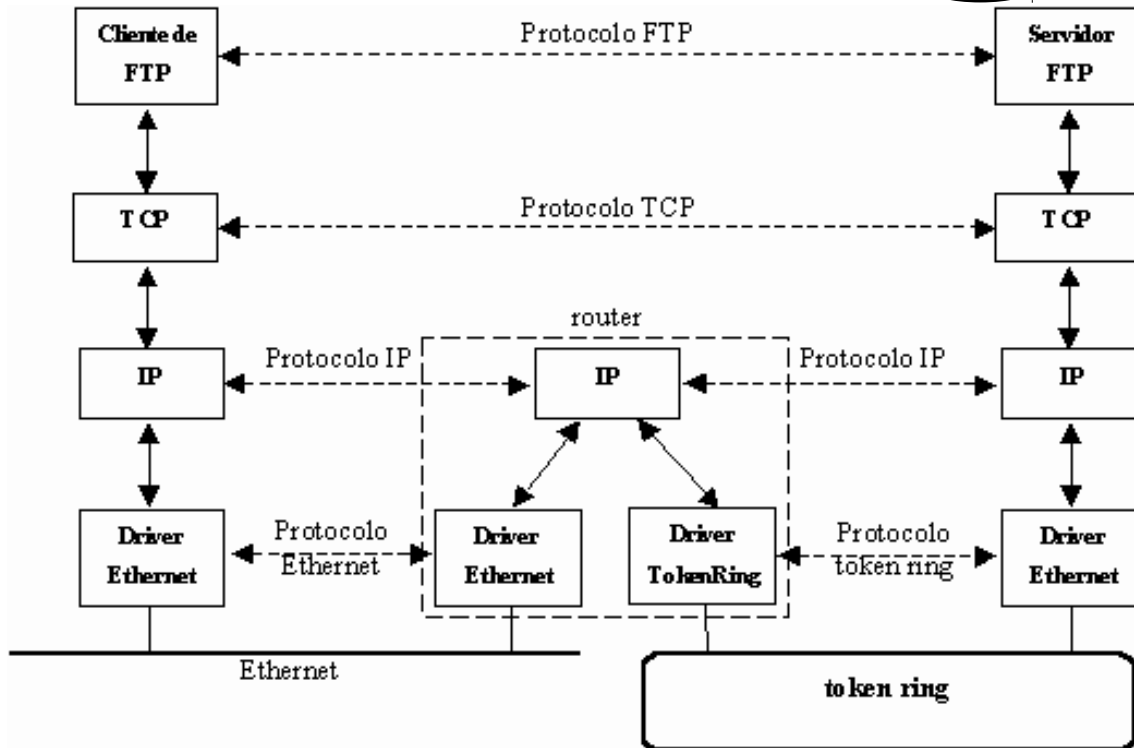 Cliente de
FTP
Protocolo FTP
Servidor
FTP
TCP
Protocolo TCP
TCP
router
IP
Protocolo IP
IP
Protocolo IP
IP
Driver
Ethernet
Protocolo
Ethernet
Driver
Ethernet
Driver
TokenRing
Protocolo
token ring
Driver
Ethernet
Ethernet
token ring